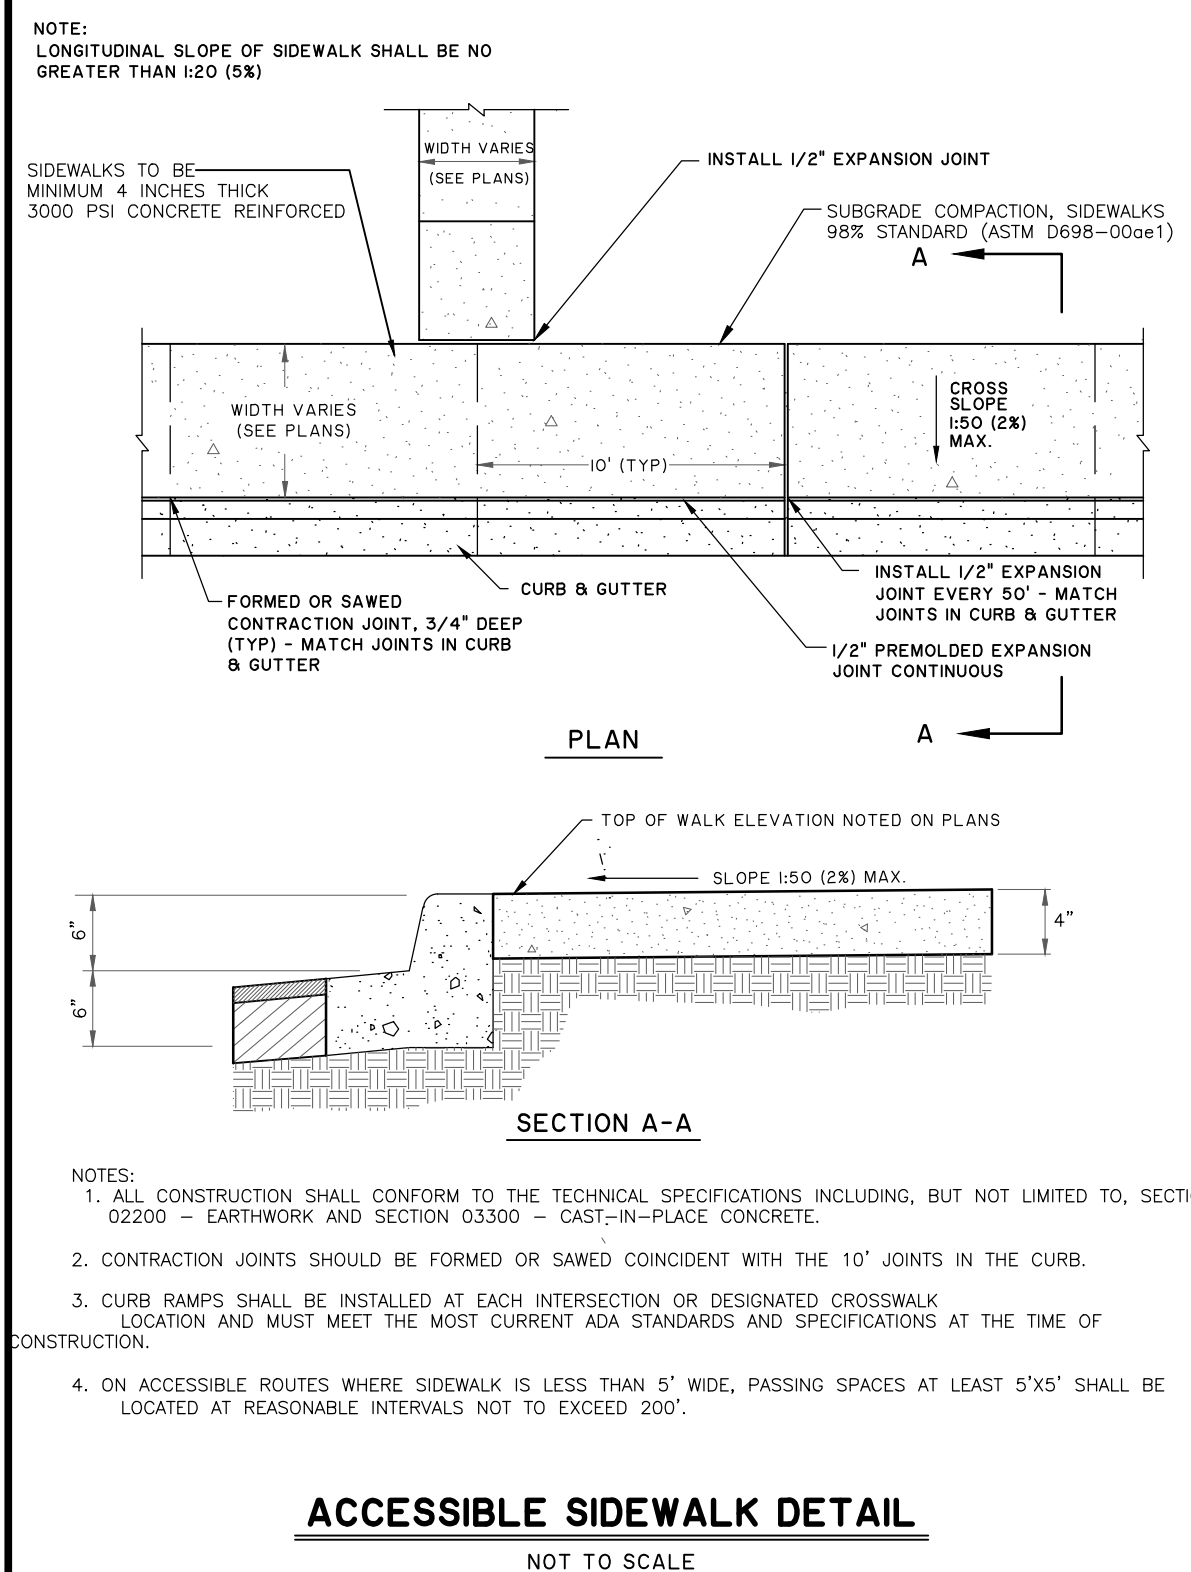 NOTE:
LONGITUDINAL SLOPE OF SIDEWALK SHALL BE NO
GREATER THAN 1:20 (5%)
WIDTH VARIES
(SEE PLANS)
INSTALL 1/2" EXPANSION JOINT
SIDEWALKS TO BE
MINIMUM 4 INCHES THICK
3000 PSI CONCRETE REINFORCED
SUBGRADE COMPACTION, SIDEWALKS
98% STANDARD (ASTM D698-00ae1)
A
WIDTH VARIES
(SEE PLANS)
10' (TYP)
CROSS
SLOPE
1:50 (2%)
MAX.
CURB & GUTTER
INSTALL 1/2" EXPANSION
JOINT EVERY 50' - MATCH
JOINTS IN CURB & GUTTER
FORMED OR SAWED
CONTRACTION JOINT, 3/4" DEEP
(TYP) - MATCH JOINTS IN CURB
& GUTTER
1/2" PREMOLDED EXPANSION
JOINT CONTINUOUS
A
PLAN
TOP OF WALK ELEVATION NOTED ON PLANS
SLOPE 1:50 (2%) MAX.
6"
4"
6"
SECTION A-A
NOTES:
1. ALL CONSTRUCTION SHALL CONFORM TO THE TECHNICAL SPECIFICATIONS INCLUDING, BUT NOT LIMITED TO, SECTI
02200 – EARTHWORK AND SECTION 03300 – CAST-IN-PLACE CONCRETE.
2. CONTRACTION JOINTS SHOULD BE FORMED OR SAWED COINCIDENT WITH THE 10' JOINTS IN THE CURB.
3. CURB RAMPS SHALL BE INSTALLED AT EACH INTERSECTION OR DESIGNATED CROSSWALK
LOCATION AND MUST MEET THE MOST CURRENT ADA STANDARDS AND SPECIFICATIONS AT THE TIME OF
CONSTRUCTION.
4. ON ACCESSIBLE ROUTES WHERE SIDEWALK IS LESS THAN 5' WIDE, PASSING SPACES AT LEAST 5'X5' SHALL BE
LOCATED AT REASONABLE INTERVALS NOT TO EXCEED 200'.
ACCESSIBLE SIDEWALK DETAIL
NOT TO SCALE